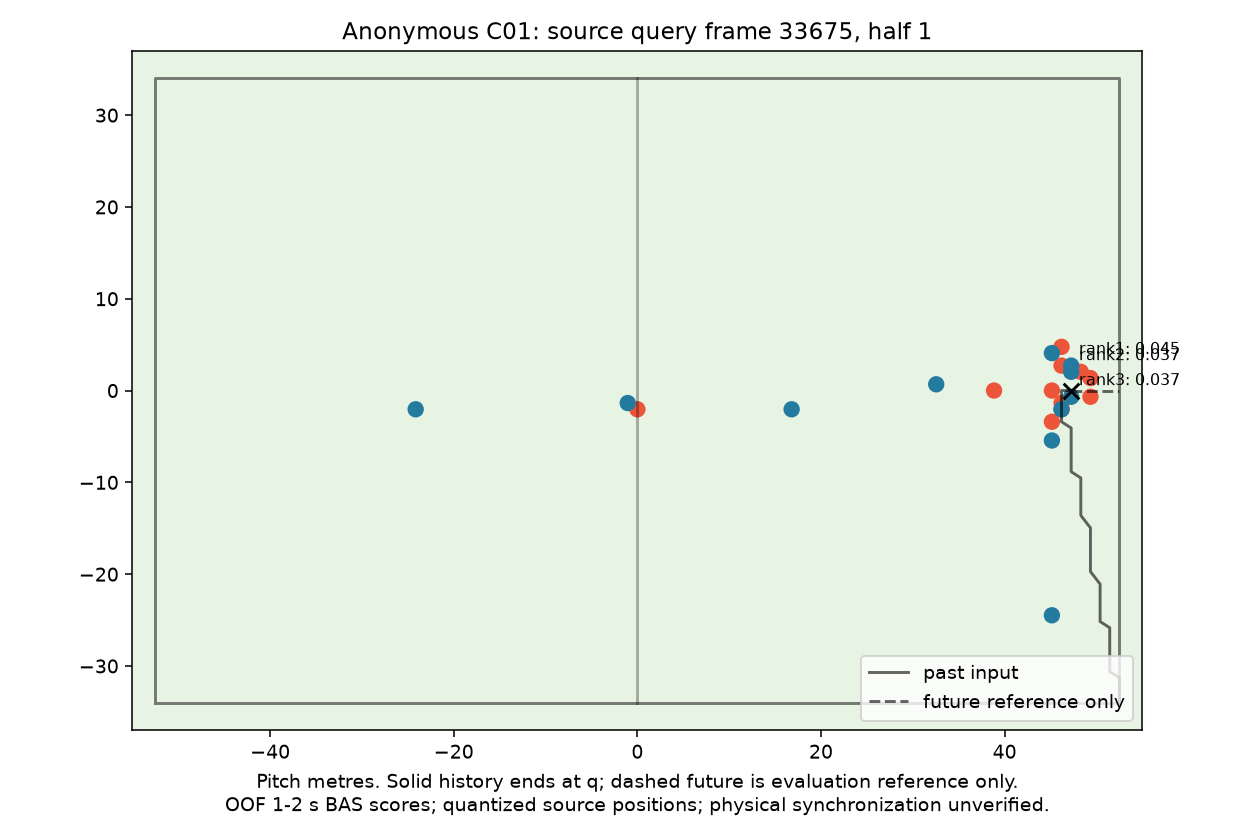 Anonymous C01: source query frame 33675, half 1
30
20
10
0
−10
−20
−30
rank1: 0.045
rank2: 0.037
rank3: 0.037
past input
future reference only
−40
−20
0
20
40
Pitch metres. Solid history ends at q; dashed future is evaluation reference only.
OOF 1-2 s BAS scores; quantized source positions; physical synchronization unverified.